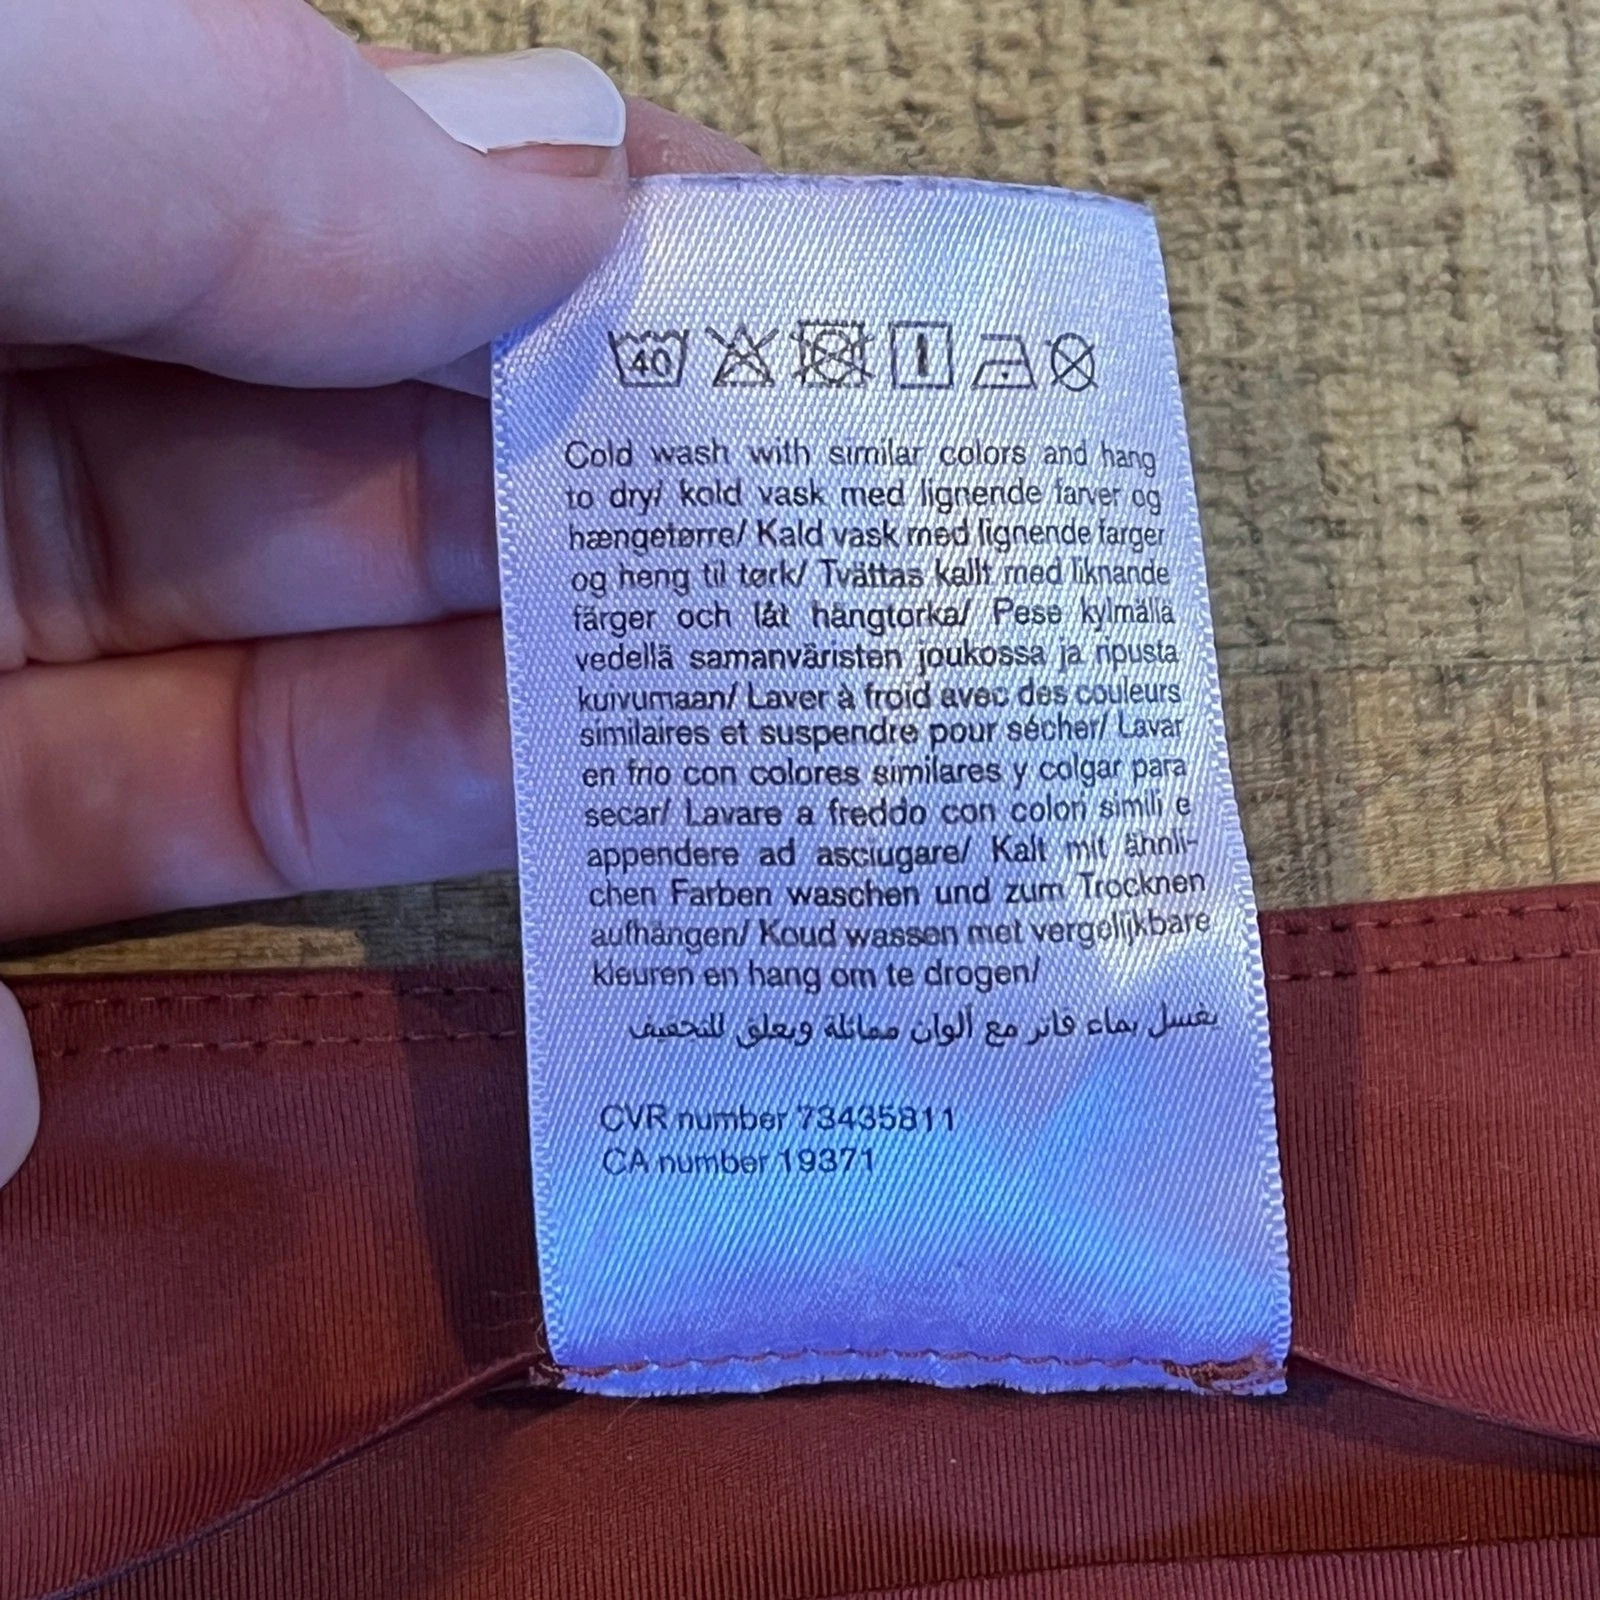 40
Cold wash with similar colors and hang
to dry/ kold vask med lignende farver og
hængetørre/ Kald vask med lignende farger
og heng til tørk/ Tvättas kallt med liknande
färger och låt hängtorka/ Pese kylmällä
vedellä samanväristen joukossa ja ripusta
kuivumaan/ Laver à froid avec des couleurs
similaires et suspendre pour sécher/ Lavar
en frio con colores similares y colgar para
secar/ Lavare a freddo con colori simili e
appendere ad asciugare/ Kalt mit ähnli-
chen Farben waschen und zum Trocknen
aufhängen/ Koud wassen met vergelijkbare
kleuren en hang om te drogen/
يغسل بماء فاتر مع ألوان مماثلة ويعلق للتجفيف
CVR number 73435811
CA number 19371